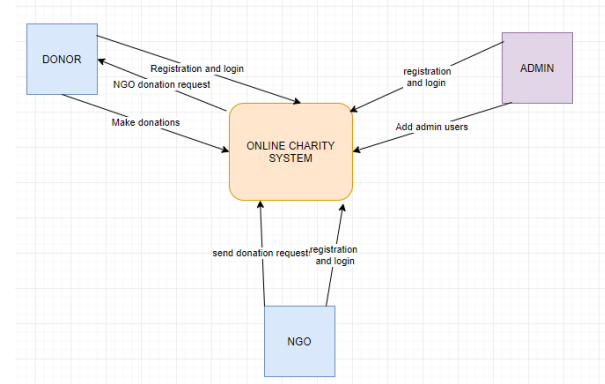 DONOR
Registration and login
NGO donation request
Make donations
ADMIN
registration
and login
Add admin users
ONLINE CHARITY
SYSTEM
send donation request
registration
and login
NGO